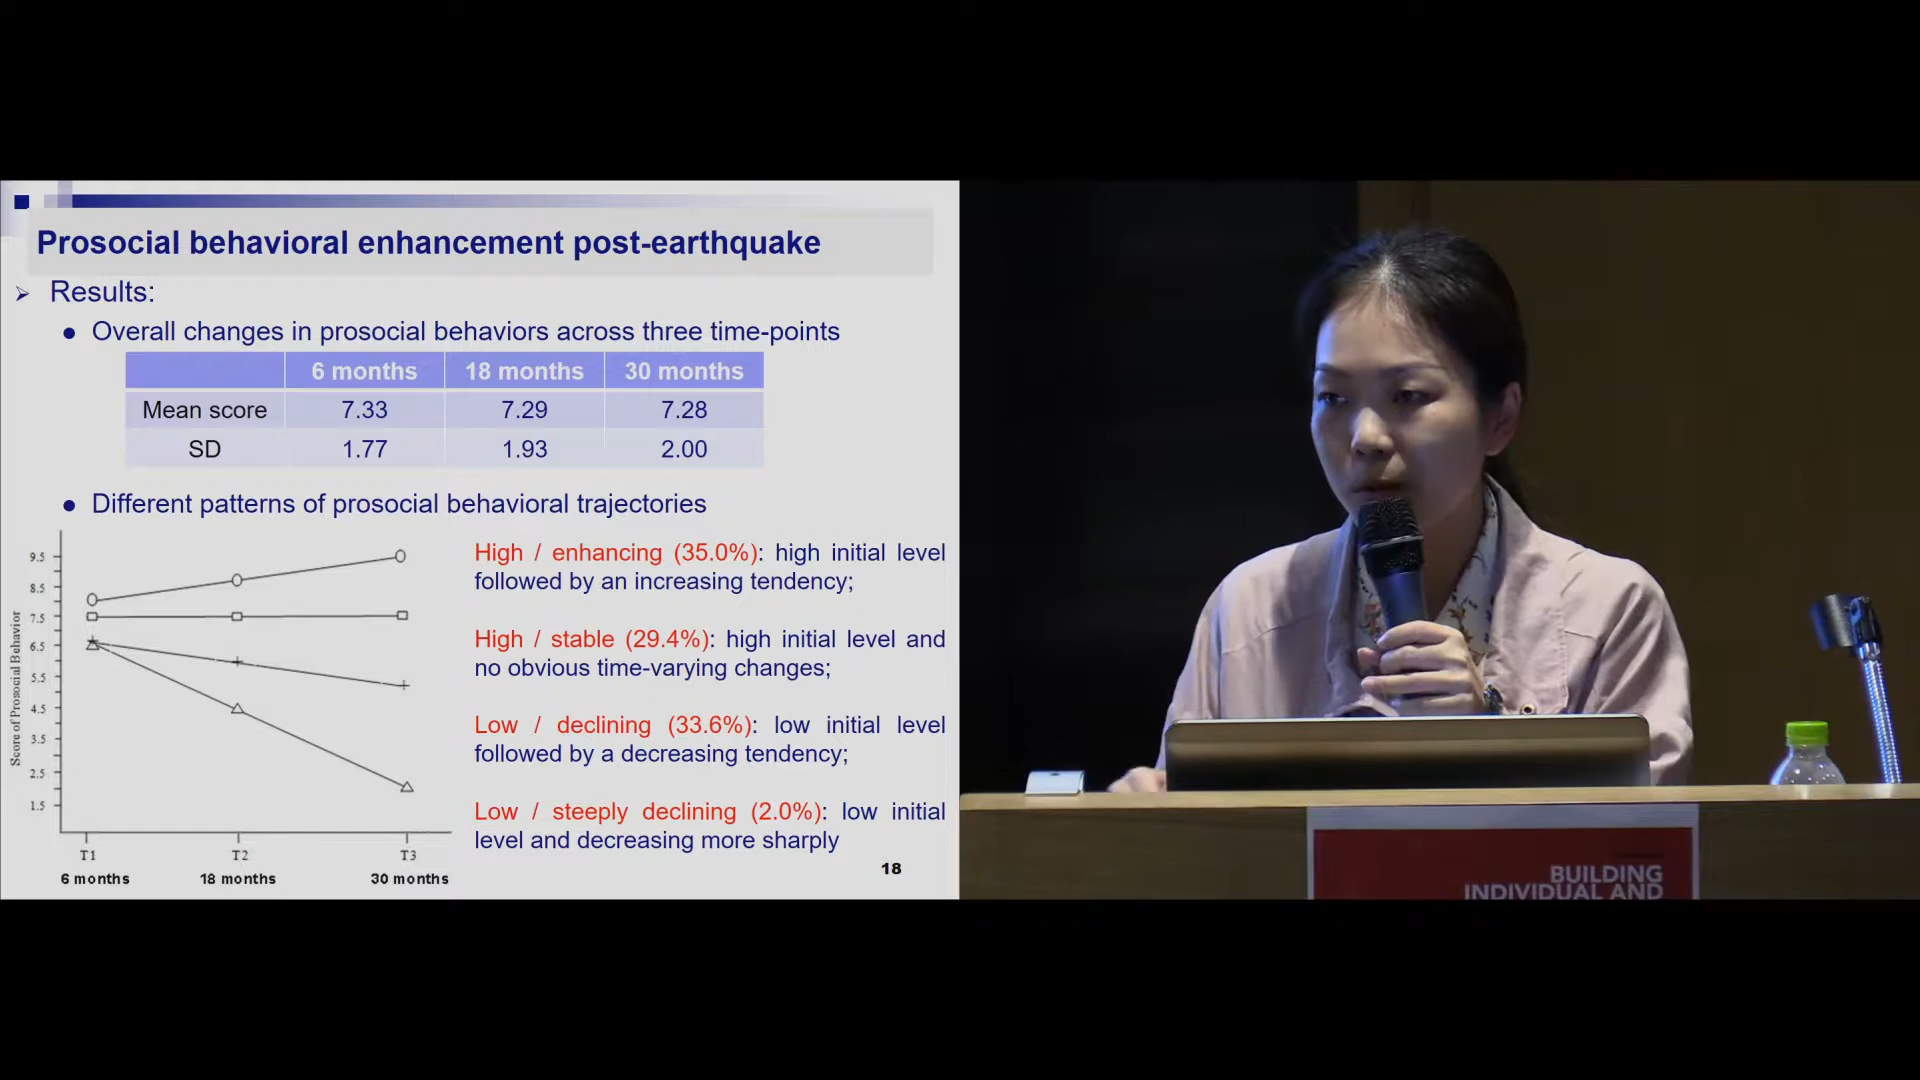 Prosocial behavioral enhancement post-earthquake
Results:
Overall changes in prosocial behaviors across three time-points
6 months 18 months 30 months
Mean score 7.33 7.29 7.28
SD 1.77 1.93 2.00
Different patterns of prosocial behavioral trajectories
Score of Prosocial Behavior
9.5
8.5
7.5
6.5
5.5
4.5
3.5
2.5
1.5
T1 T2 T3
6 months 18 months 30 months
High / enhancing (35.0%): high initial level
followed by an increasing tendency;
High / stable (29.4%): high initial level and
no obvious time-varying changes;
Low / declining (33.6%): low initial level
followed by a decreasing tendency;
Low / steeply declining (2.0%): low initial
level and decreasing more sharply
18
BUILDING
INDIVIDUAL AND